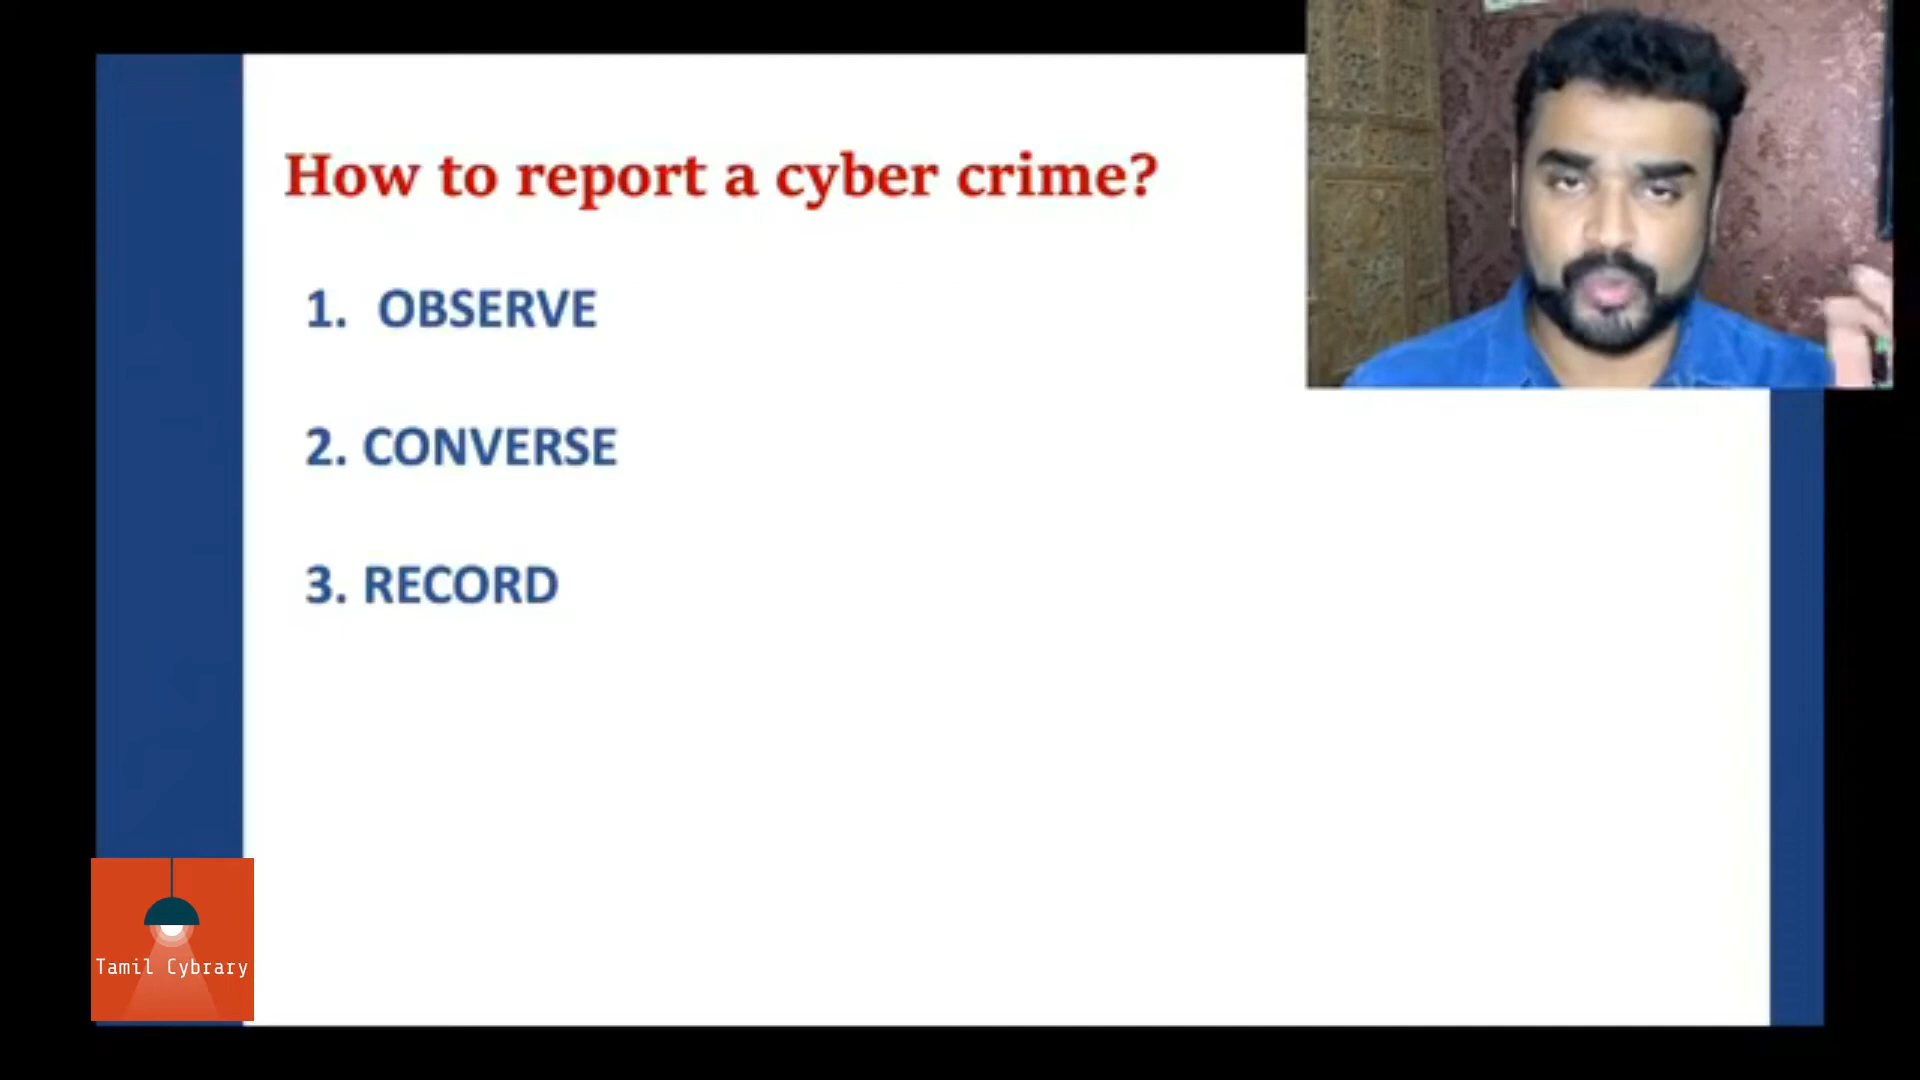 How to report a cyber crime?
1. OBSERVE
2. CONVERSE
3. RECORD
Tamil Cybrary